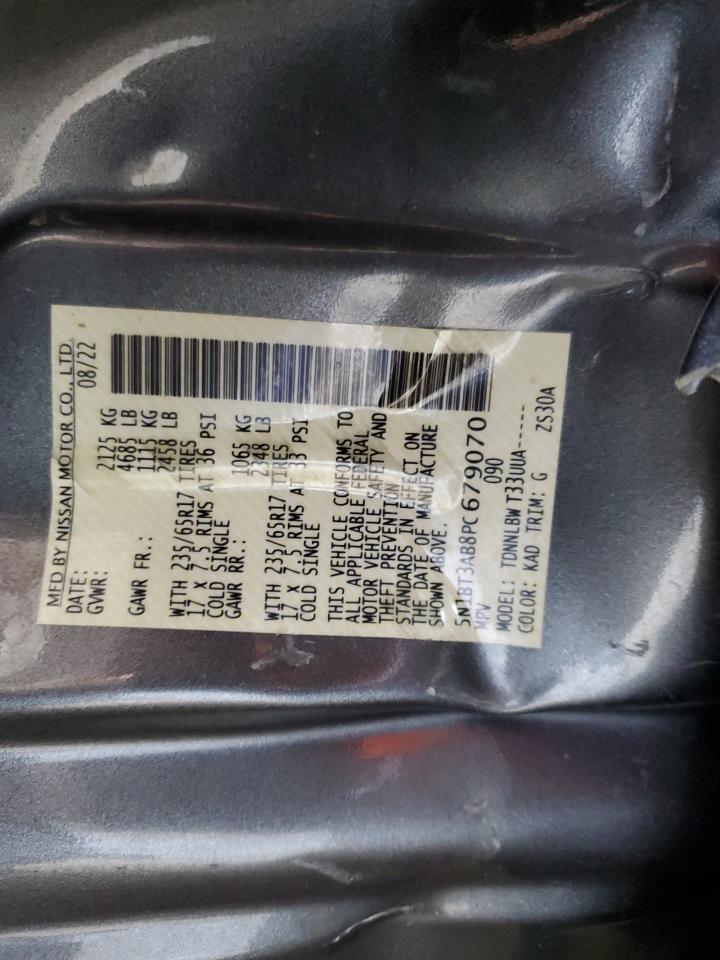 MFD BY NISSAN MOTOR CO., LTD.
DATE: 08/22
GVWR: 2125 KG
4685 LB
GAWR FR.: 1115 KG
2458 LB
WITH 235/65R17 TIRES
17 X 7.5 RIMS AT 36 PSI
COLD SINGLE
GAWR RR.: 1065 KG
2348 LB
WITH 235/65R17 TIRES
17 X 7.5 RIMS AT 33 PSI
COLD SINGLE
THIS VEHICLE CONFORMS TO
ALL APPLICABLE FEDERAL
MOTOR VEHICLE SAFETY AND
THEFT PREVENTION
STANDARDS IN EFFECT ON
THE DATE OF MANUFACTURE
SHOWN ABOVE.
5N1BT3AB8PC679070
MPV 090
MODEL: TDNNLBW T33UUA-----
COLOR: KAD TRIM: G ZS30A